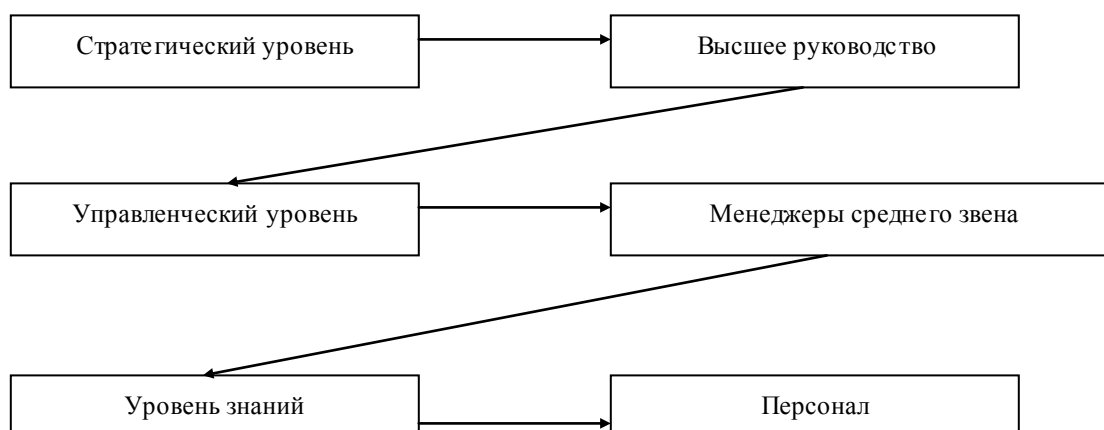 Стратегический уровень
Высшее руководство
Управленческий уровень
Менеджеры среднего звена
Уровень знаний
Персонал